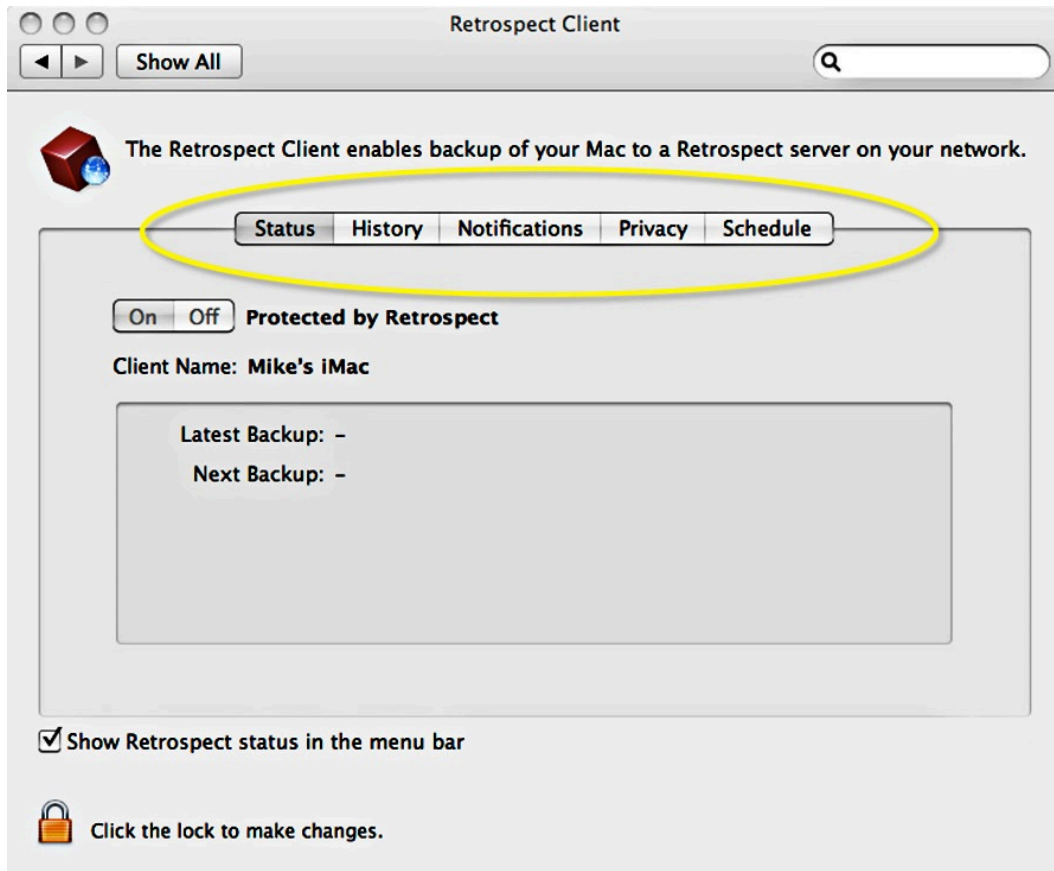 Retrospect Client
Show All
The Retrospect Client enables backup of your Mac to a Retrospect server on your network.
Status History Notifications Privacy Schedule
On Off Protected by Retrospect
Client Name: Mike's iMac
Latest Backup: –
Next Backup: –
Show Retrospect status in the menu bar
Click the lock to make changes.